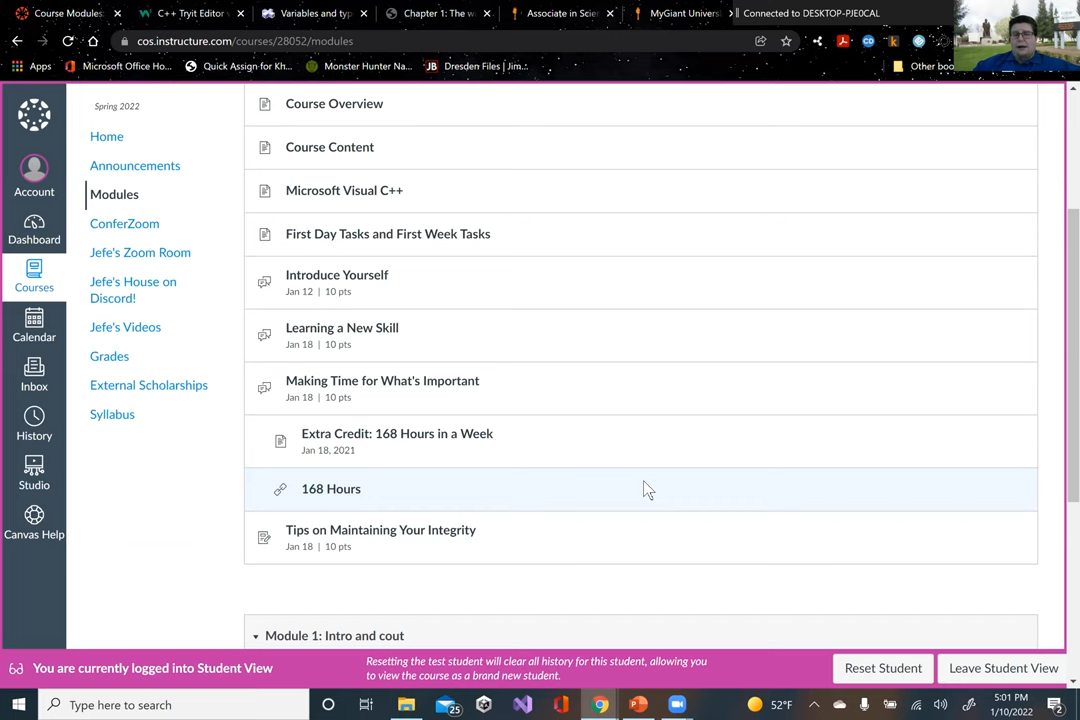 Course Modules:
C++ Tryit Editor v
Variables and typ
Chapter 1: The w
Associate in Scien
MyGiant Univers
Connected to DESKTOP-PJE0CAL
cos.instructure.com/courses/28052/modules
Apps
Microsoft Office Ho...
Quick Assign for Kh...
Monster Hunter Na...
JB
Dresden Files | Jim...
Other boo
Spring 2022
Home
Announcements
Modules
ConferZoom
Jefe's Zoom Room
Jefe's House on
Discord!
Jefe's Videos
Grades
External Scholarships
Syllabus
Account
Dashboard
Courses
Calendar
Inbox
History
Studio
Canvas Help
Course Overview
Course Content
Microsoft Visual C++
First Day Tasks and First Week Tasks
Introduce Yourself
Jan 12 | 10 pts
Learning a New Skill
Jan 18 | 10 pts
Making Time for What's Important
Jan 18 | 10 pts
Extra Credit: 168 Hours in a Week
Jan 18, 2021
168 Hours
Tips on Maintaining Your Integrity
Jan 18 | 10 pts
Module 1: Intro and cout
You are currently logged into Student View
Resetting the test student will clear all history for this student, allowing you
to view the course as a brand new student.
Reset Student
Leave Student View
Type here to search
25
52°F
5:01 PM
1/10/2022
2